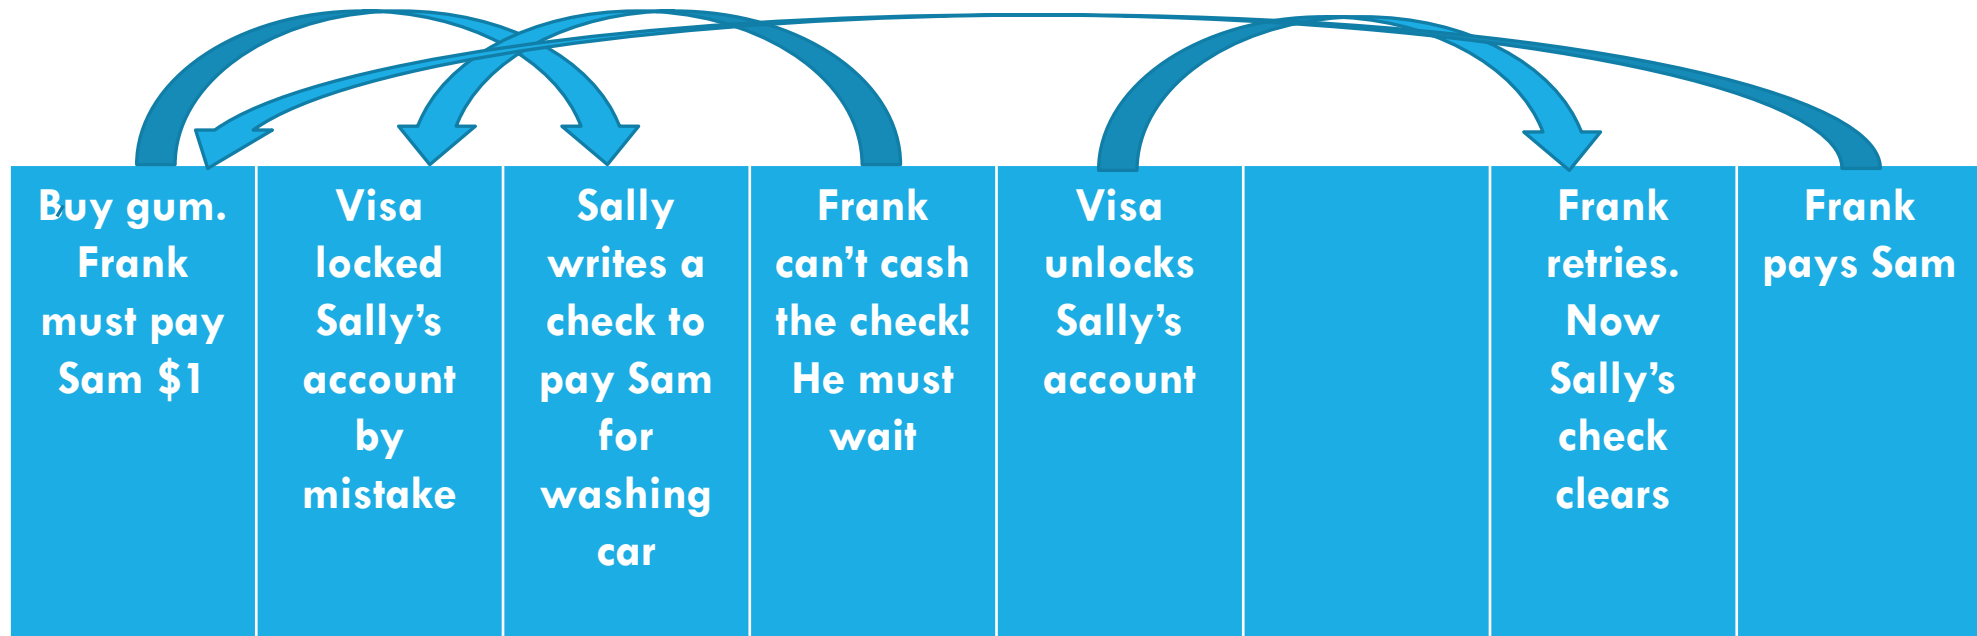 Buy gum.
Frank
must pay
Sam $1
Visa
locked
Sally's
account
by
mistake
Sally
writes a
check to
pay Sam
for
washing
car
Frank
can't cash
the check!
He must
wait
Visa
unlocks
Sally's
account
Frank
retries.
Now
Sally's
check
clears
Frank
pays Sam